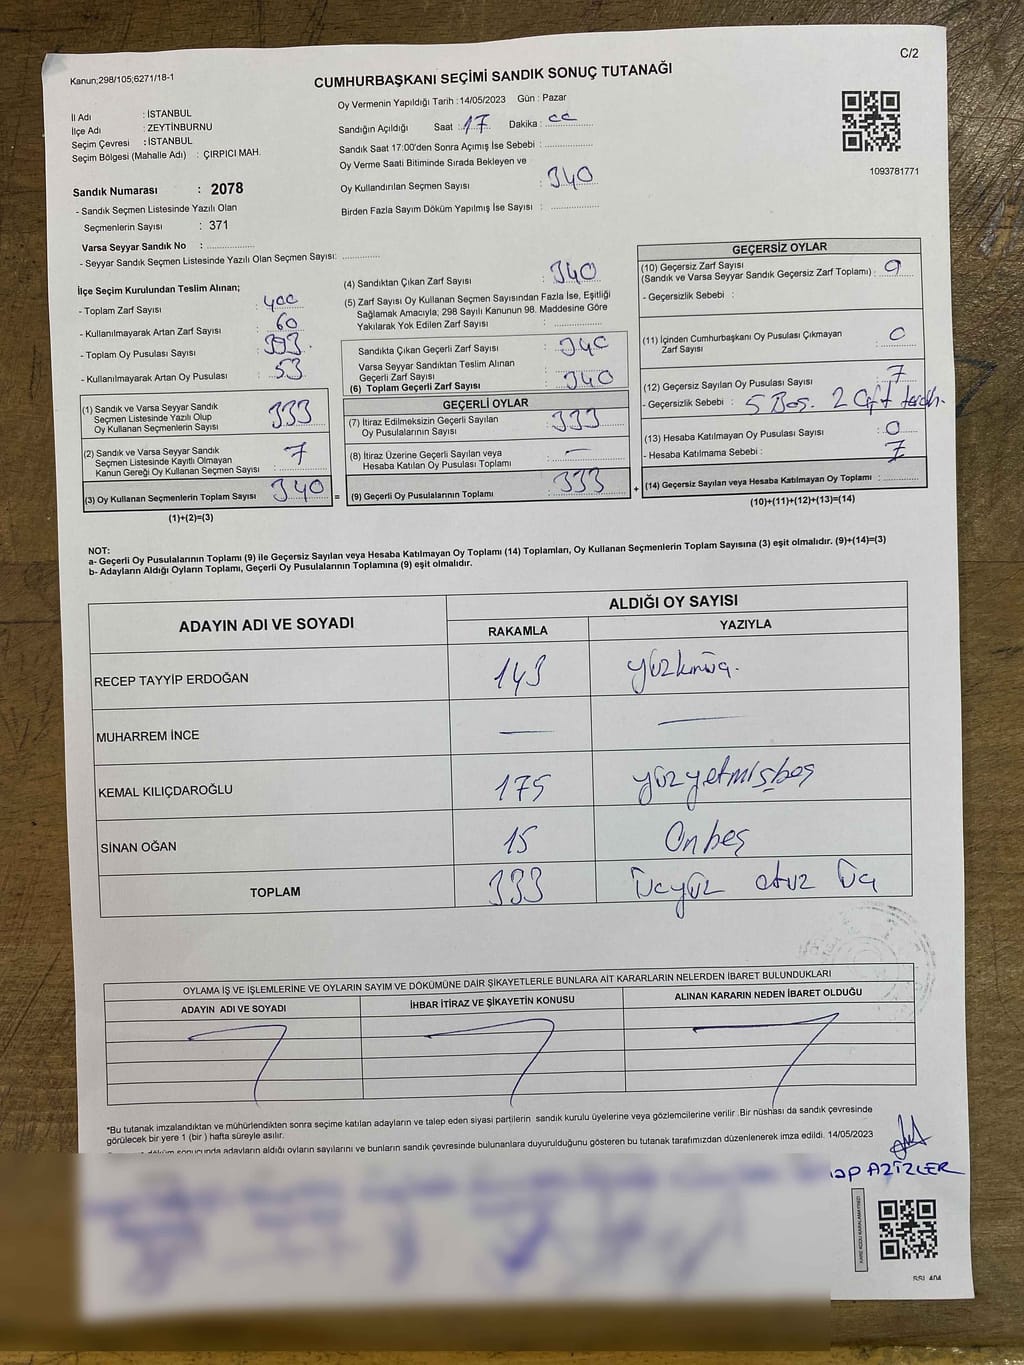 C/2
Kanun;298/105;6271/18-1
CUMHURBAŞKANI SEÇİMİ SANDIK SONUÇ TUTANAĞI
İl Adı : İSTANBUL
İlçe Adı : ZEYTİNBURNU
Seçim Çevresi : İSTANBUL
Seçim Bölgesi (Mahalle Adı) : ÇIRPICI MAH.
Sandık Numarası : 2078
- Sandık Seçmen Listesinde Yazılı Olan
Seçmenlerin Sayısı : 371
Varsa Seyyar Sandık No : ..............
- Seyyar Sandık Seçmen Listesinde Yazılı Olan Seçmen Sayısı: ............
Oy Vermenin Yapıldığı Tarih :14/05/2023 Gün : Pazar
Sandığın Açıldığı Saat : 17 Dakika :
Sandık Saat 17:00'den Sonra Açımış İse Sebebi : ..............
Oy Verme Saati Bitiminde Sırada Bekleyen ve
Oy Kullandırılan Seçmen Sayısı : 340
Birden Fazla Sayım Döküm Yapılmış İse Sayısı : ..............
1093781771
İlçe Seçim Kurulundan Teslim Alınan;
- Toplam Zarf Sayısı : 400
- Kullanılmayarak Artan Zarf Sayısı : 60
- Toplam Oy Pusulası Sayısı : 393
- Kullanılmayarak Artan Oy Pusulası : 53
(1) Sandık ve Varsa Seyyar Sandık
Seçmen Listesinde Yazılı Olup
Oy Kullanan Seçmenlerin Sayısı : 333
(2) Sandık ve Varsa Seyyar Sandık
Seçmen Listesinde Kayıtlı Olmayan
Kanun Gereği Oy Kullanan Seçmen Sayısı : 7
(3) Oy Kullanan Seçmenlerin Toplam Sayısı 340 =
(1)+(2)=(3)
(4) Sandıktan Çıkan Zarf Sayısı : 340
(5) Zarf Sayısı Oy Kullanan Seçmen Sayısından Fazla İse, Eşitliği
Sağlamak Amacıyla; 298 Sayılı Kanunun 98. Maddesine Göre
Yakılarak Yok Edilen Zarf Sayısı : ..............
Sandıkta Çıkan Geçerli Zarf Sayısı : 340
Varsa Seyyar Sandıktan Teslim Alınan
Geçerli Zarf Sayısı :
(6) Toplam Geçerli Zarf Sayısı : 340
GEÇERLİ OYLAR
(7) İtiraz Edilmeksizin Geçerli Sayılan
Oy Pusulalarının Sayısı : 333
(8) İtiraz Üzerine Geçerli Sayılan veya
Hesaba Katılan Oy Pusulası Toplamı : —
(9) Geçerli Oy Pusulalarının Toplamı : 333 +
GEÇERSİZ OYLAR
(10) Geçersiz Zarf Sayısı
(Sandık ve Varsa Seyyar Sandık Geçersiz Zarf Toplamı) : 0
- Geçersizlik Sebebi :
(11) İçinden Cumhurbaşkanı Oy Pusulası Çıkmayan
Zarf Sayısı : 0
(12) Geçersiz Sayılan Oy Pusulası Sayısı : 7
- Geçersizlik Sebebi : 5 Boş. 2 Çift tercih.
(13) Hesaba Katılmayan Oy Pusulası Sayısı : 0
- Hesaba Katılmama Sebebi :
(14) Geçersiz Sayılan veya Hesaba Katılmayan Oy Toplamı : 7
(10)+(11)+(12)+(13)=(14)
NOT:
a- Geçerli Oy Pusulalarının Toplamı (9) ile Geçersiz Sayılan veya Hesaba Katılmayan Oy Toplamı (14) Toplamları, Oy Kullanan Seçmenlerin Toplam Sayısına (3) eşit olmalıdır. (9)+(14)=(3)
b- Adayların Aldığı Oyların Toplamı, Geçerli Oy Pusulalarının Toplamına (9) eşit olmalıdır.
ADAYIN ADI VE SOYADI ALDIĞI OY SAYISI
RAKAMLA YAZIYLA
RECEP TAYYİP ERDOĞAN 143 yüzkırküç.
MUHARREM İNCE — —
KEMAL KILIÇDAROĞLU 175 yüzyetmişbeş
SİNAN OĞAN 15 Onbeş
TOPLAM 333 üçyüz otuz üç
OYLAMA İŞ VE İŞLEMLERİNE VE OYLARIN SAYIM VE DÖKÜMÜNE DAİR ŞİKAYETLERLE BUNLARA AİT KARARLARIN NELERDEN İBARET BULUNDUKLARI
ADAYIN ADI VE SOYADI İHBAR İTİRAZ VE ŞİKAYETİN KONUSU ALINAN KARARIN NEDEN İBARET OLDUĞU
*Bu tutanak imzalandıktan ve mühürlendikten sonra seçime katılan adayların ve talep eden siyasi partilerin sandık kurulu üyelerine veya gözlemcilerine verilir .Bir nüshası da sandık çevresinde
görülecek bir yere 1 (bir ) hafta süreyle asılır.
döküm sonucunda adayların aldığı oyların sayılarını ve bunların sandık çevresinde bulunanlara duyurulduğunu gösteren bu tutanak tarafımızdan düzenlenerek imza edildi. 14/05/2023
AZİZLER